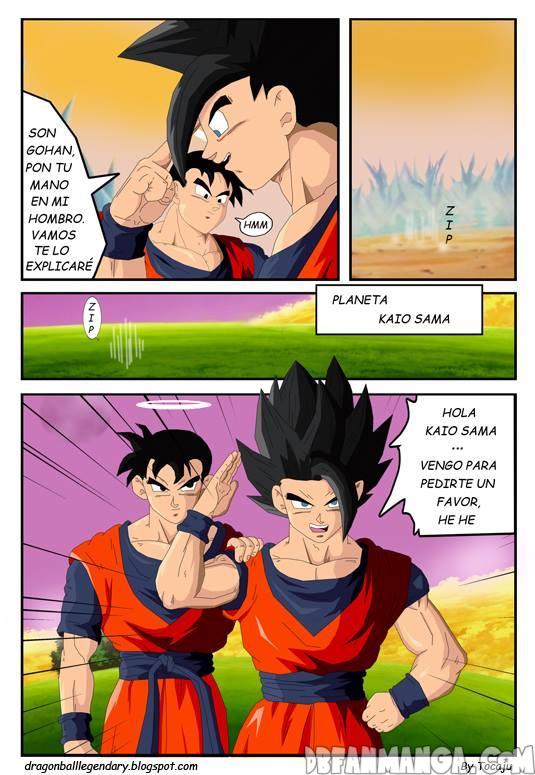 SON
GOHAN,
PON TU
MANO
EN MI
HOMBRO.
VAMOS
TE LO
EXPLICARÉ
HMM
Z
I
P
Z
I
P
PLANETA
KAIO SAMA
HOLA
KAIO SAMA
...
VENGO PARA
PEDIRTE UN
FAVOR,
HE HE
dragonballlegendary.blogspot.com
By Tocaju
DBFANMANGA.COM